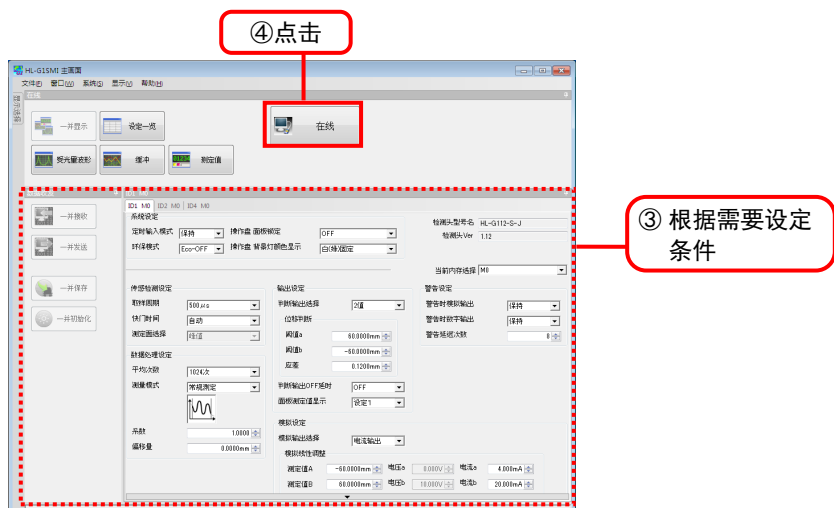 ④点击
HL-G1SMI 主画面
文件(F) 窗口(W) 系统(S) 显示(V) 帮助(H)
在线
一并显示 设定一览 在线
受光量波形 缓冲 测定值
ID1 M0
③ 根据需要设定
条件
一并接收
一并发送
一并保存
一并初始化
ID1 M0 ID2 M0 ID4 M0
系统设定
定时输入模式 保持 操作盘 面板锁定 OFF
环保模式 Eco-OFF 操作盘 背景灯颜色显示 白(绿)固定
检测头型号名 HL-G112-S-J
检测头Ver 1.12
当前内存选择 M0
传感检测设定 输出设定 警告设定
取样周期 500μs 判断输出选择 2值 警告时模拟输出 保持
快门时间 自动 位移判断 警告时数字输出 保持
测定面选择 峰值 阈值a 60.0000mm 警告延迟次数 8
数据处理设定 阈值b -60.0000mm
平均次数 1024次 应差 0.1200mm
测量模式 常规测定 判断输出OFF延时 OFF
面板测定值显示 设定1
系数 1.0000
偏移量 0.0000mm
模拟设定
模拟输出选择 电流输出
模拟线性调整
测定值A -60.0000mm 电压a 0.000V 电流a 4.000mA
测定值B 60.0000mm 电压b 10.000V 电流b 20.000mA